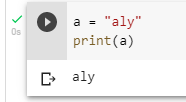 a = "aly"
print(a)
0s
aly